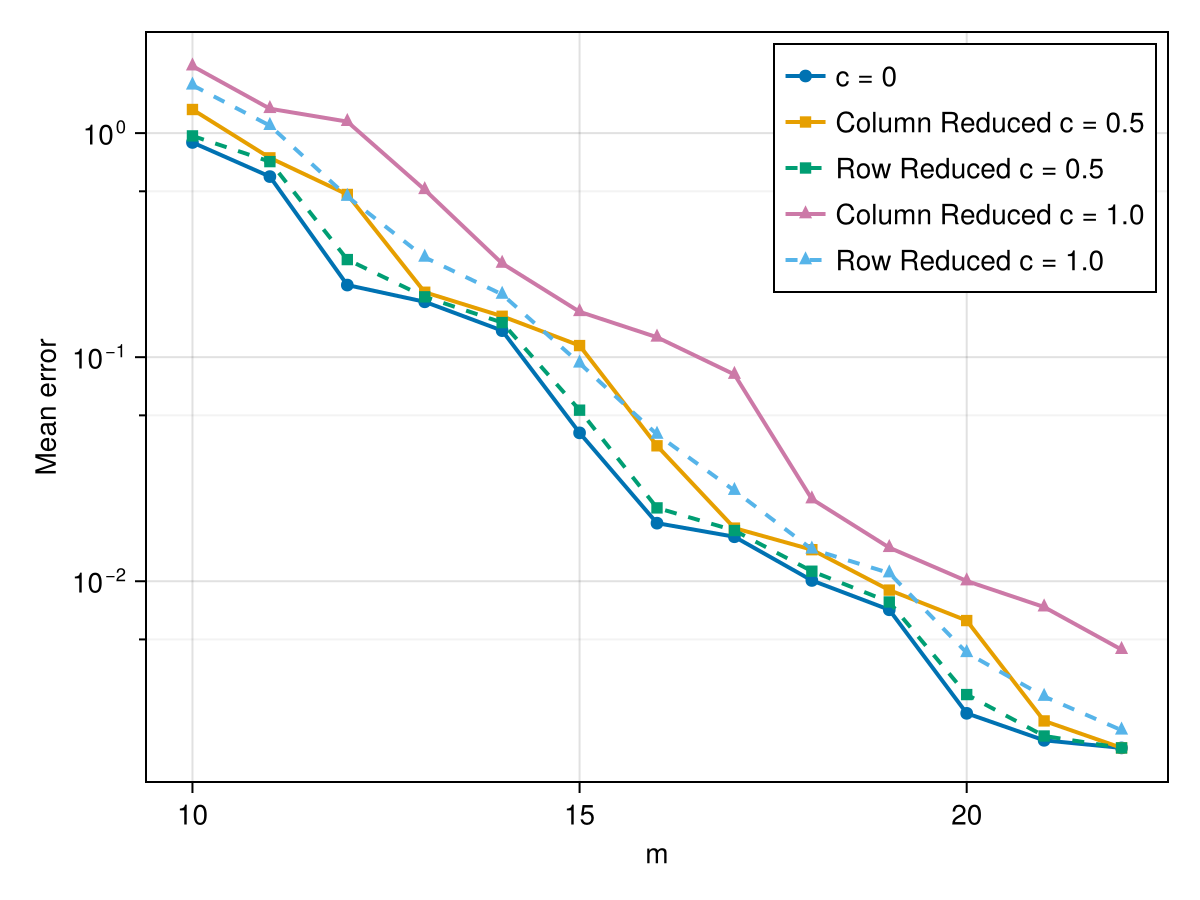 c = 0
Column Reduced c = 0.5
Row Reduced c = 0.5
Column Reduced c = 1.0
Row Reduced c = 1.0
10⁰
10⁻¹
10⁻²
Mean error
10 15 20
m